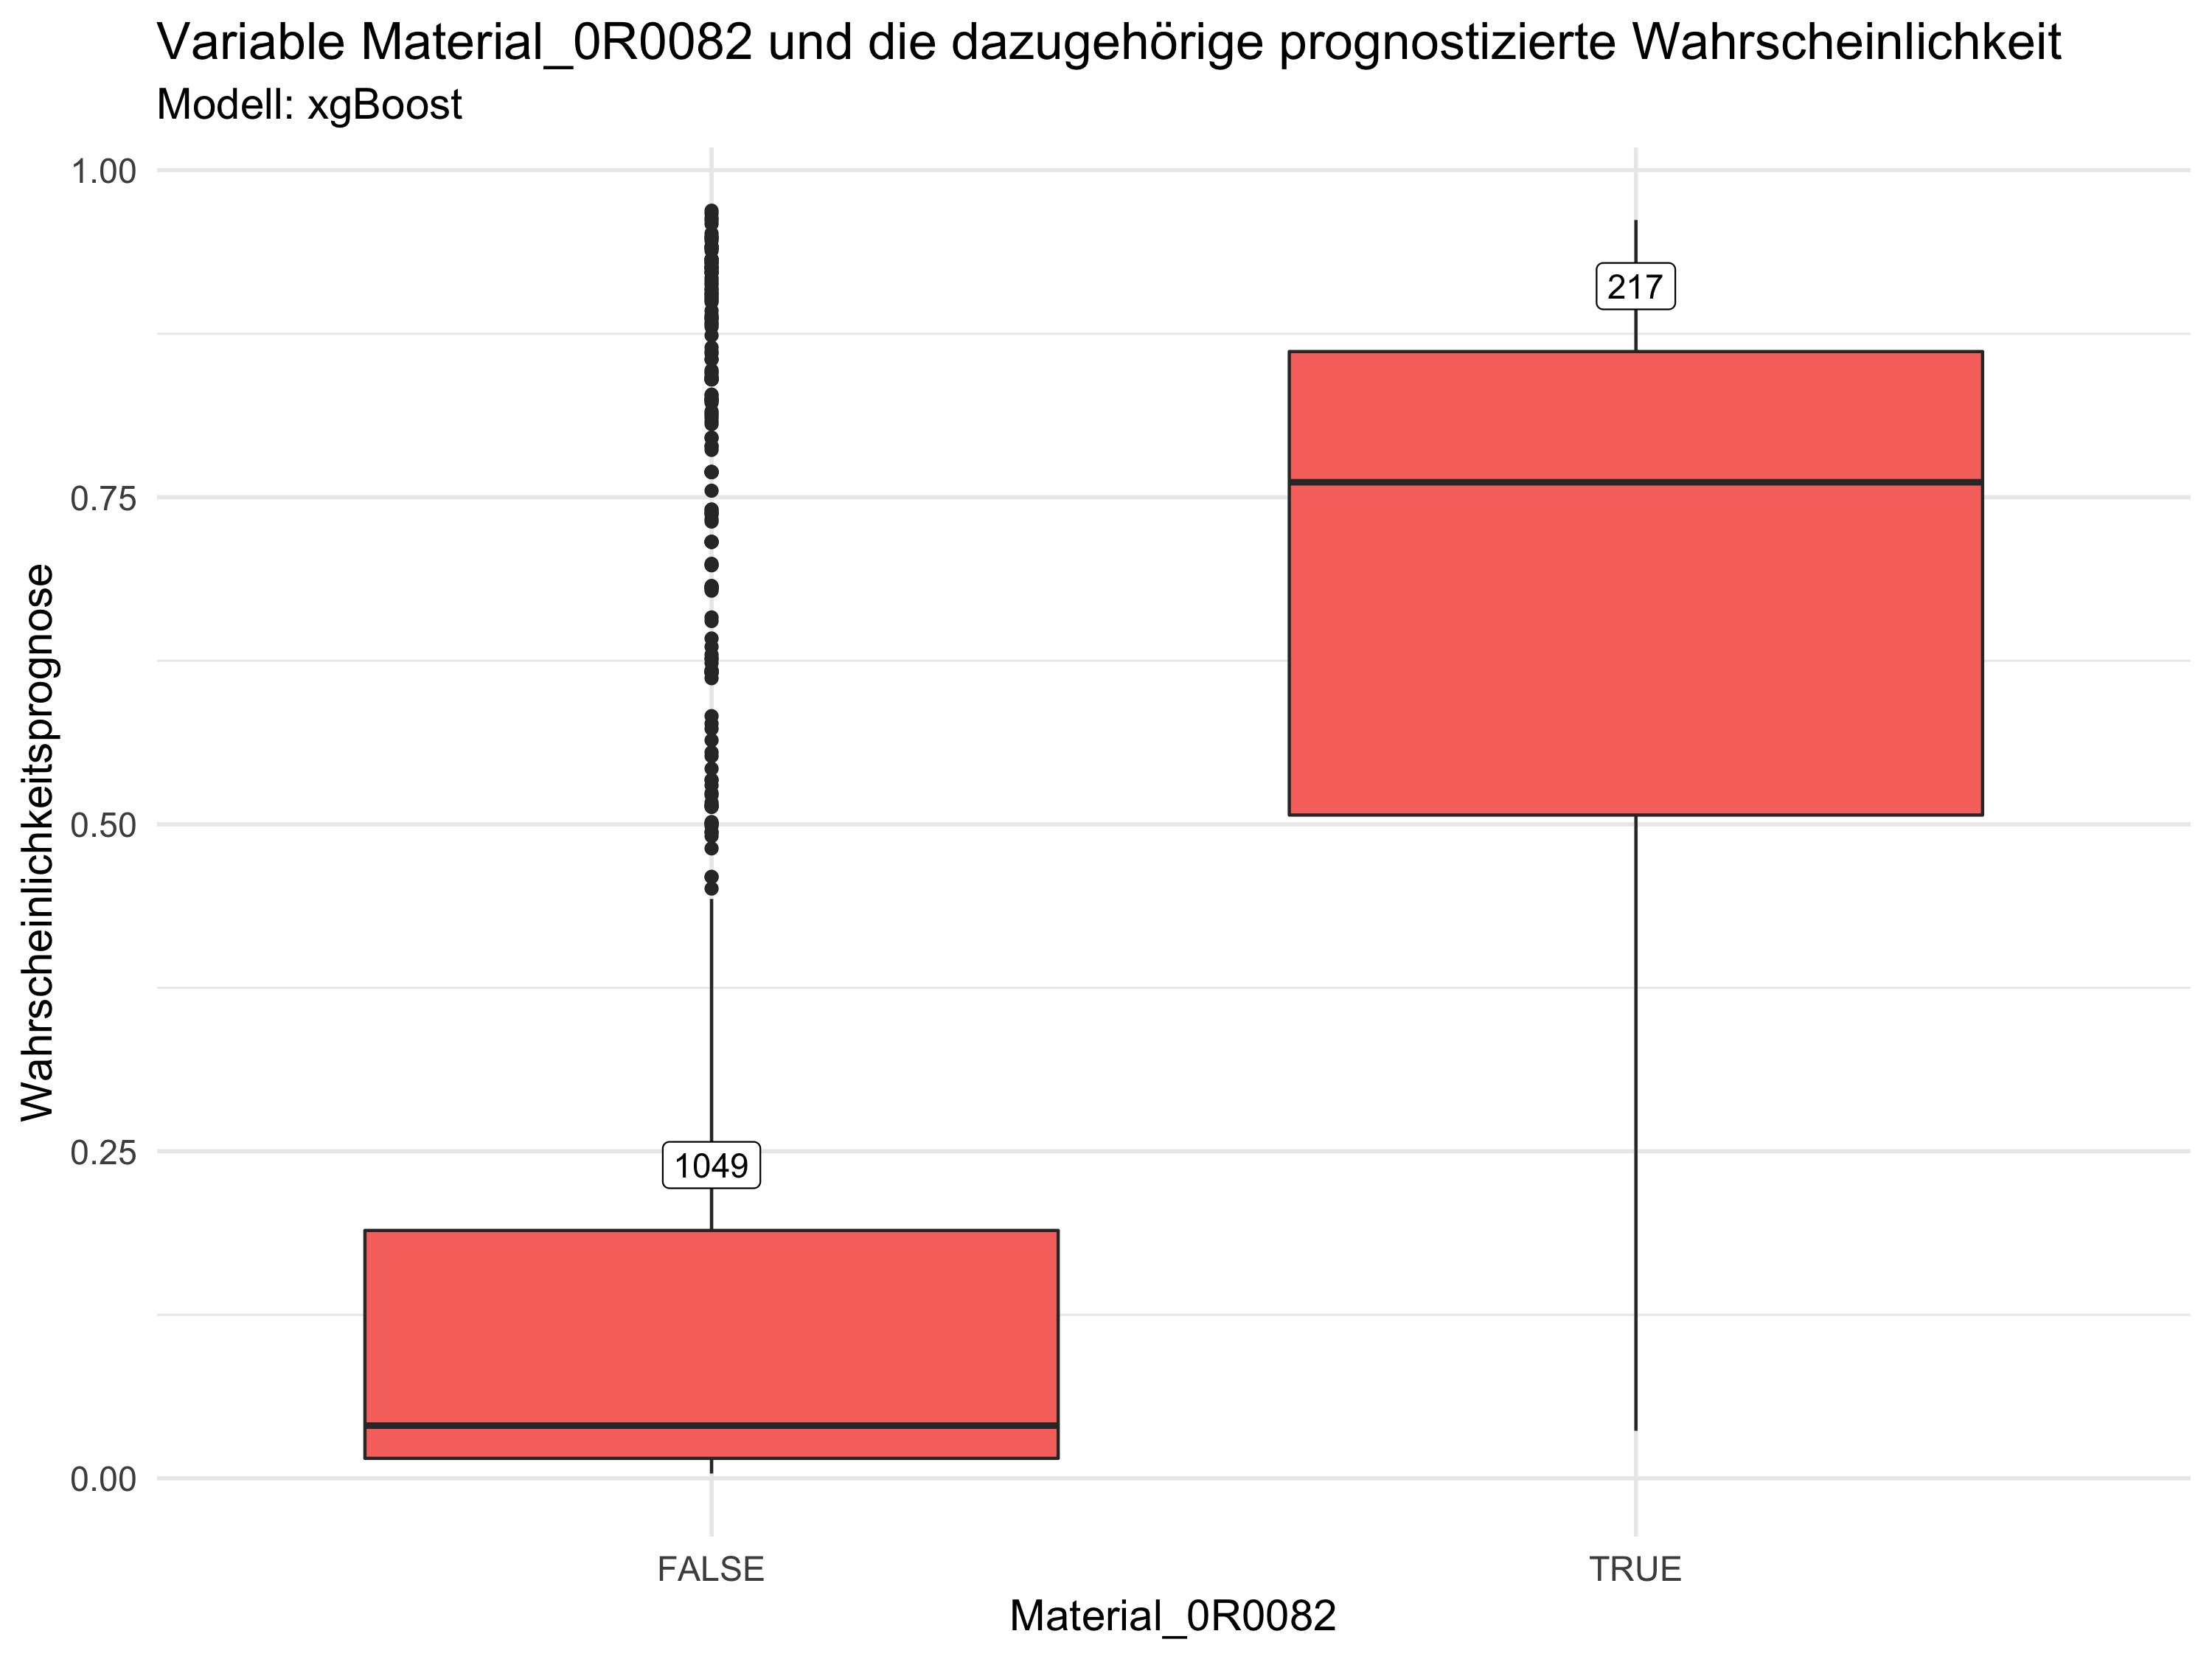 Variable Material_0R0082 und die dazugehörige prognostizierte Wahrscheinlichkeit
Modell: xgBoost
Wahrscheinlichkeitsprognose
1.00
0.75
0.50
0.25
0.00
217
1049
FALSE
TRUE
Material_0R0082